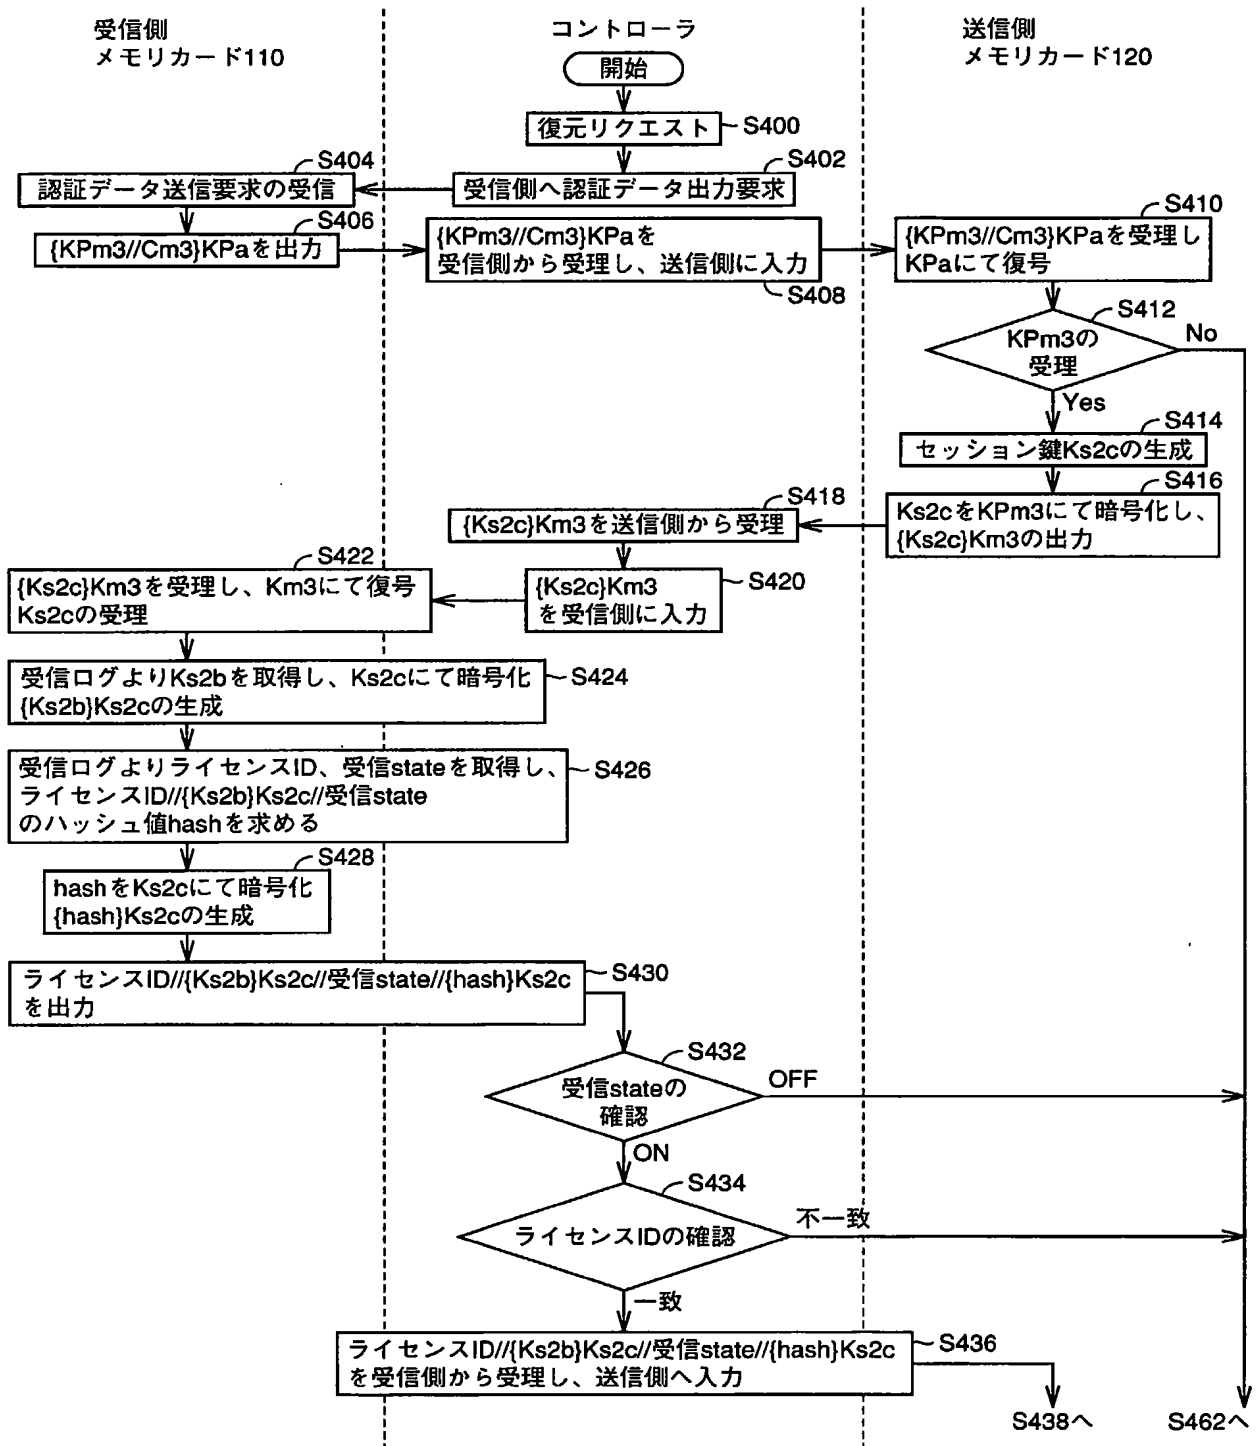 受信側
メモリカード110
コントローラ
送信側
メモリカード120
開始
復元リクエスト
S400
受信側へ認証データ出力要求
S402
認証データ送信要求の受信
S404
{KPm3//Cm3}KPaを出力
S406
{KPm3//Cm3}KPaを
受信側から受理し、送信側に入力
S408
{KPm3//Cm3}KPaを受理し
KPaにて復号
S410
KPm3の
受理
S412
No
Yes
セッション鍵Ks2cの生成
S414
Ks2cをKPm3にて暗号化し、
{Ks2c}Km3の出力
S416
{Ks2c}Km3を送信側から受理
S418
{Ks2c}Km3
を受信側に入力
S420
{Ks2c}Km3を受理し、Km3にて復号
Ks2cの受理
S422
受信ログよりKs2bを取得し、Ks2cにて暗号化
{Ks2b}Ks2cの生成
S424
受信ログよりライセンスID、受信stateを取得し、
ライセンスID//{Ks2b}Ks2c//受信state
のハッシュ値hashを求める
S426
hashをKs2cにて暗号化
{hash}Ks2cの生成
S428
ライセンスID//{Ks2b}Ks2c//受信state//{hash}Ks2c
を出力
S430
受信stateの
確認
S432
OFF
ON
ライセンスIDの確認
S434
不一致
一致
ライセンスID//{Ks2b}Ks2c//受信state//{hash}Ks2c
を受信側から受理し、送信側へ入力
S436
S438へ
S462へ